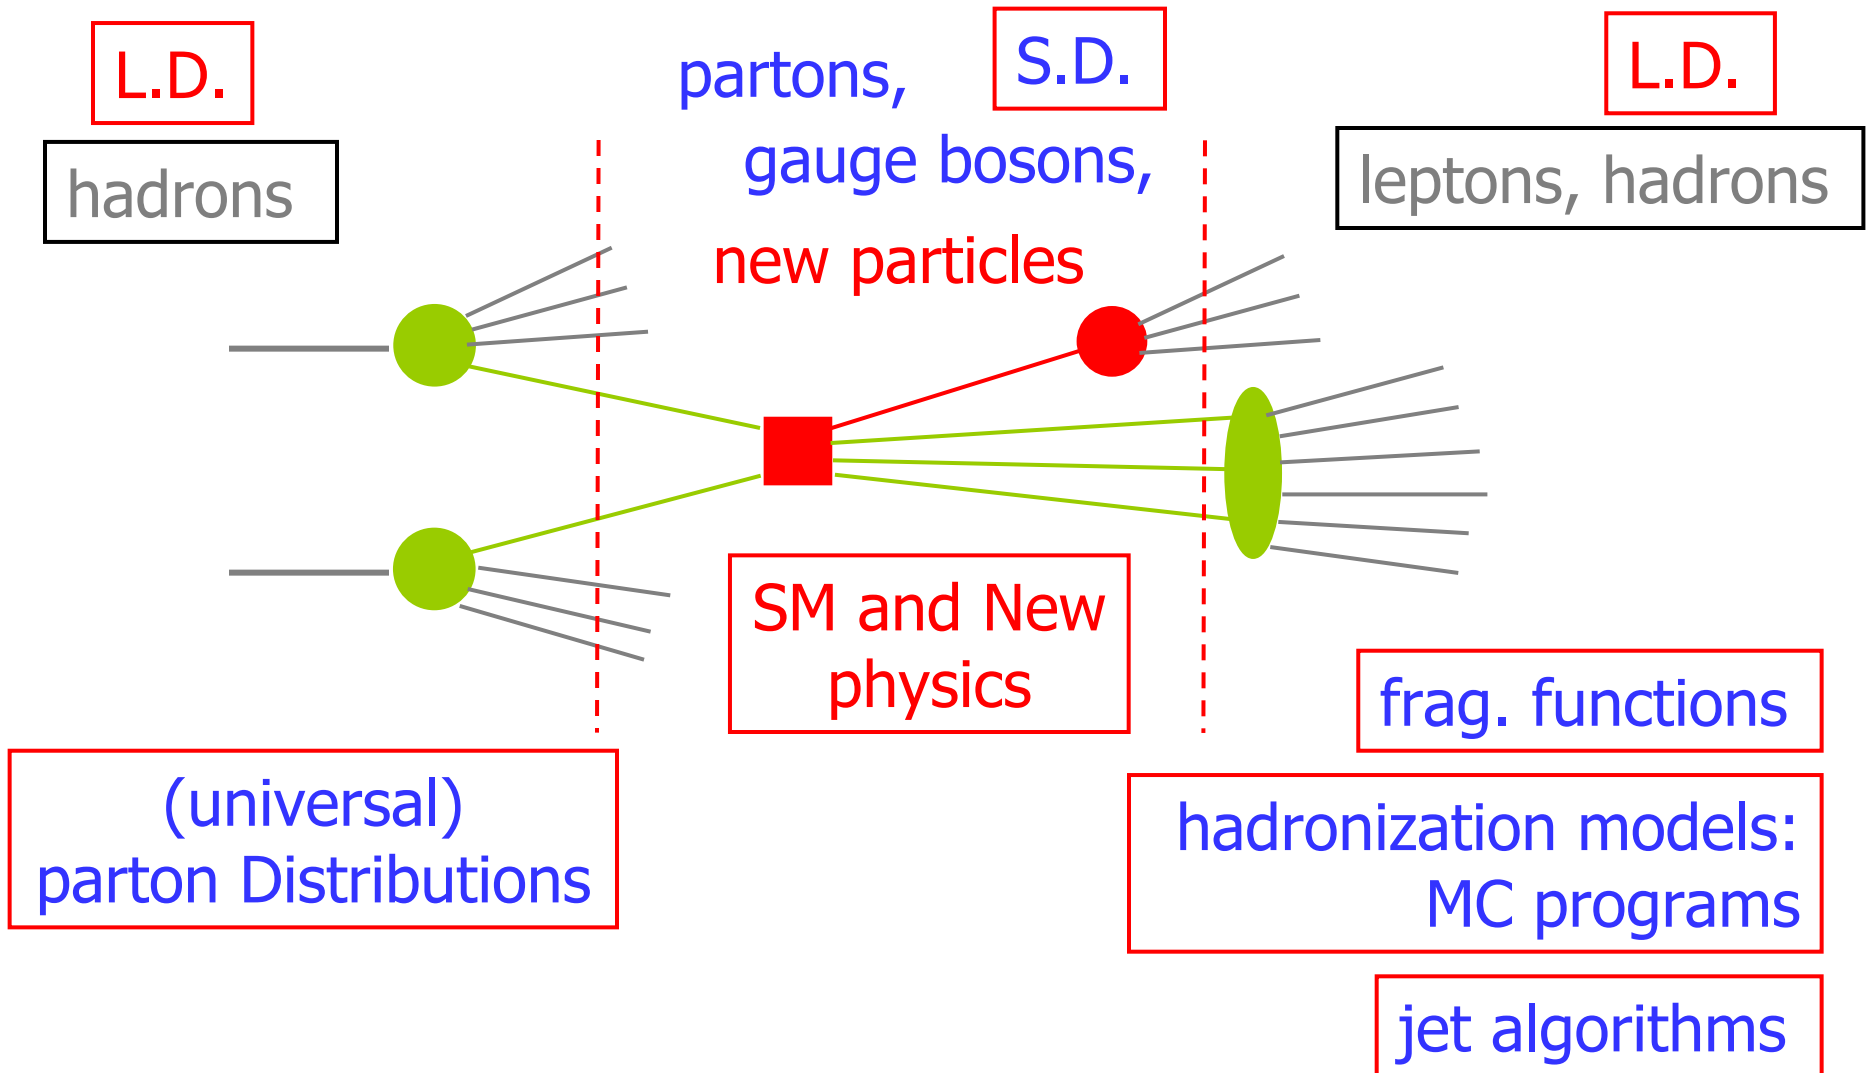 L.D.
hadrons
partons,
S.D.
gauge bosons,
new particles
L.D.
leptons, hadrons
SM and New
physics
(universal)
parton Distributions
frag. functions
hadronization models:
MC programs
jet algorithms